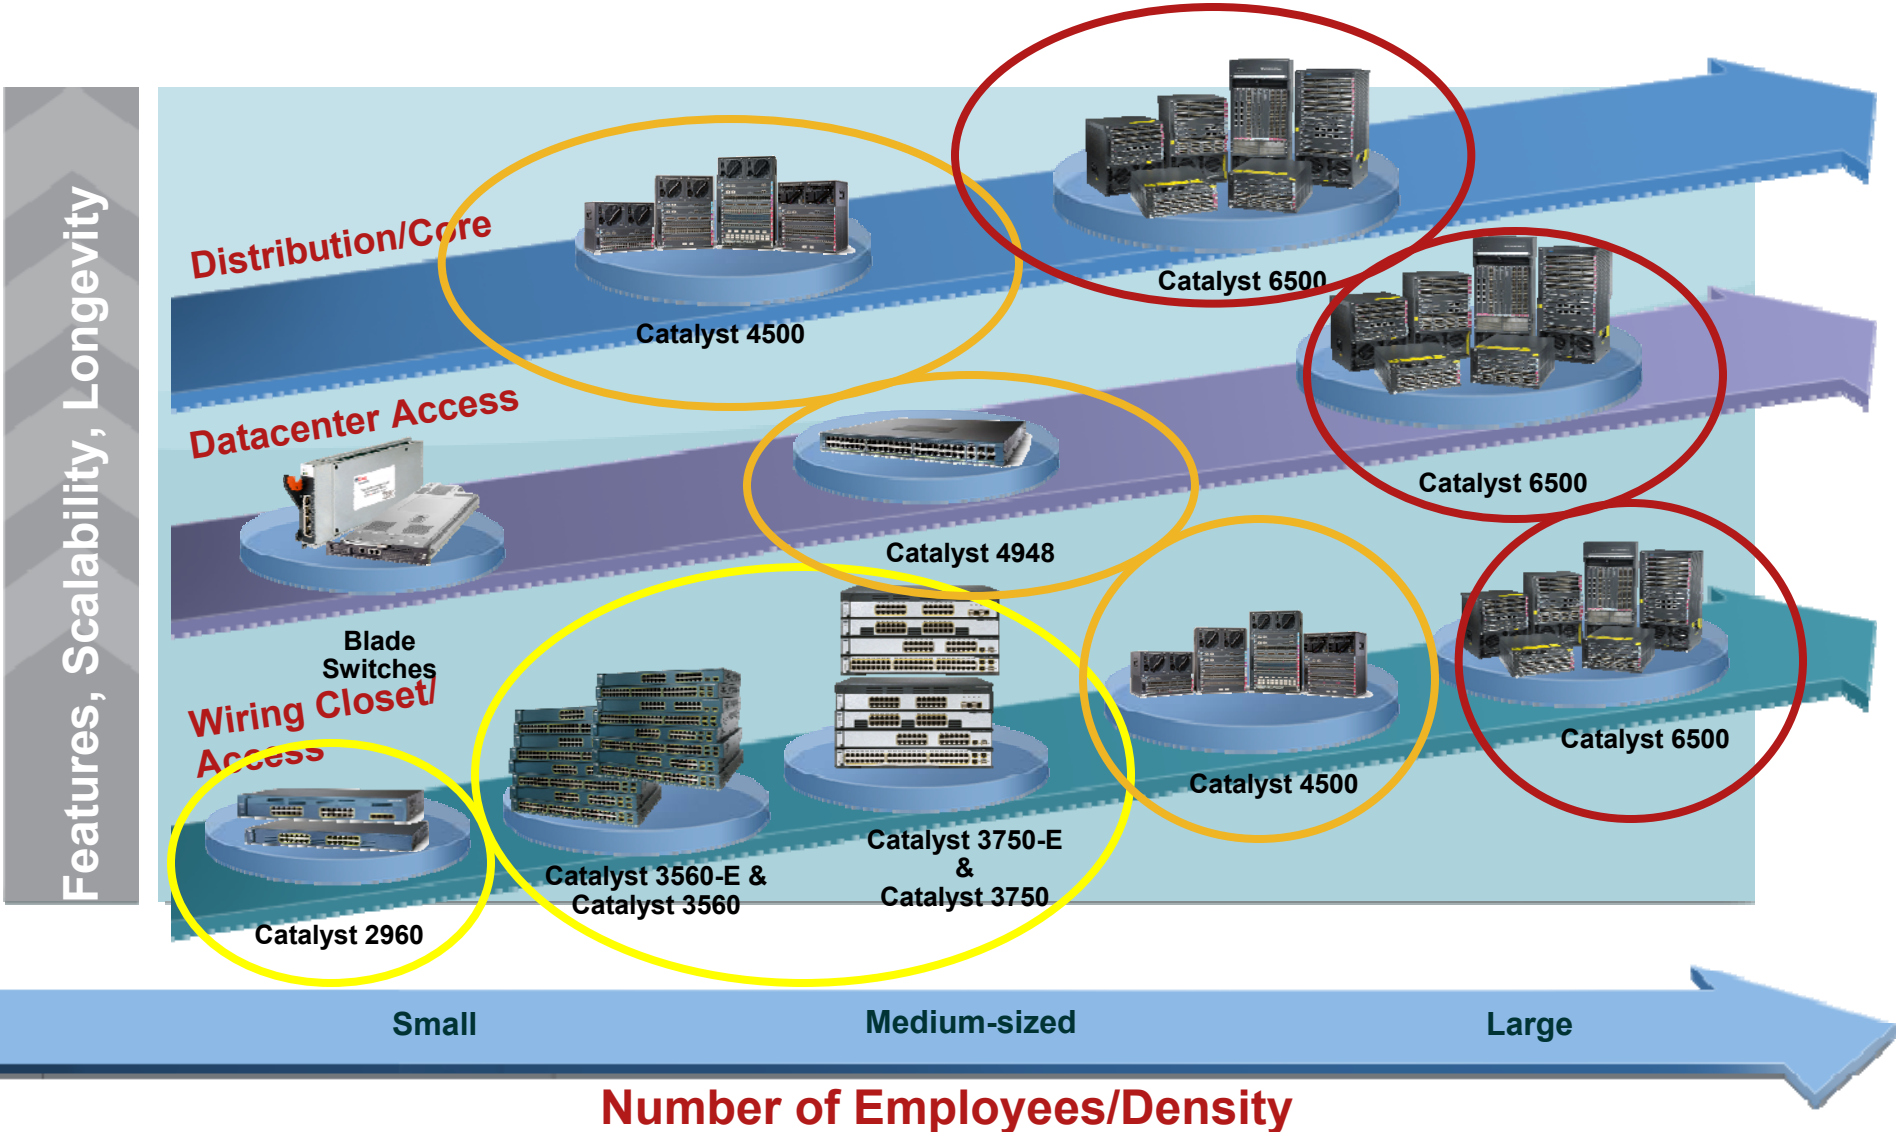 Features, Scalability, Longevity
Distribution/Core
Catalyst 4500
Catalyst 6500
Datacenter Access
Blade
Switches
Catalyst 4948
Catalyst 6500
Wiring Closet/
Access
Catalyst 2960
Catalyst 3560-E &
Catalyst 3560
Catalyst 3750-E
&
Catalyst 3750
Catalyst 4500
Catalyst 6500
Small
Medium-sized
Large
Number of Employees/Density